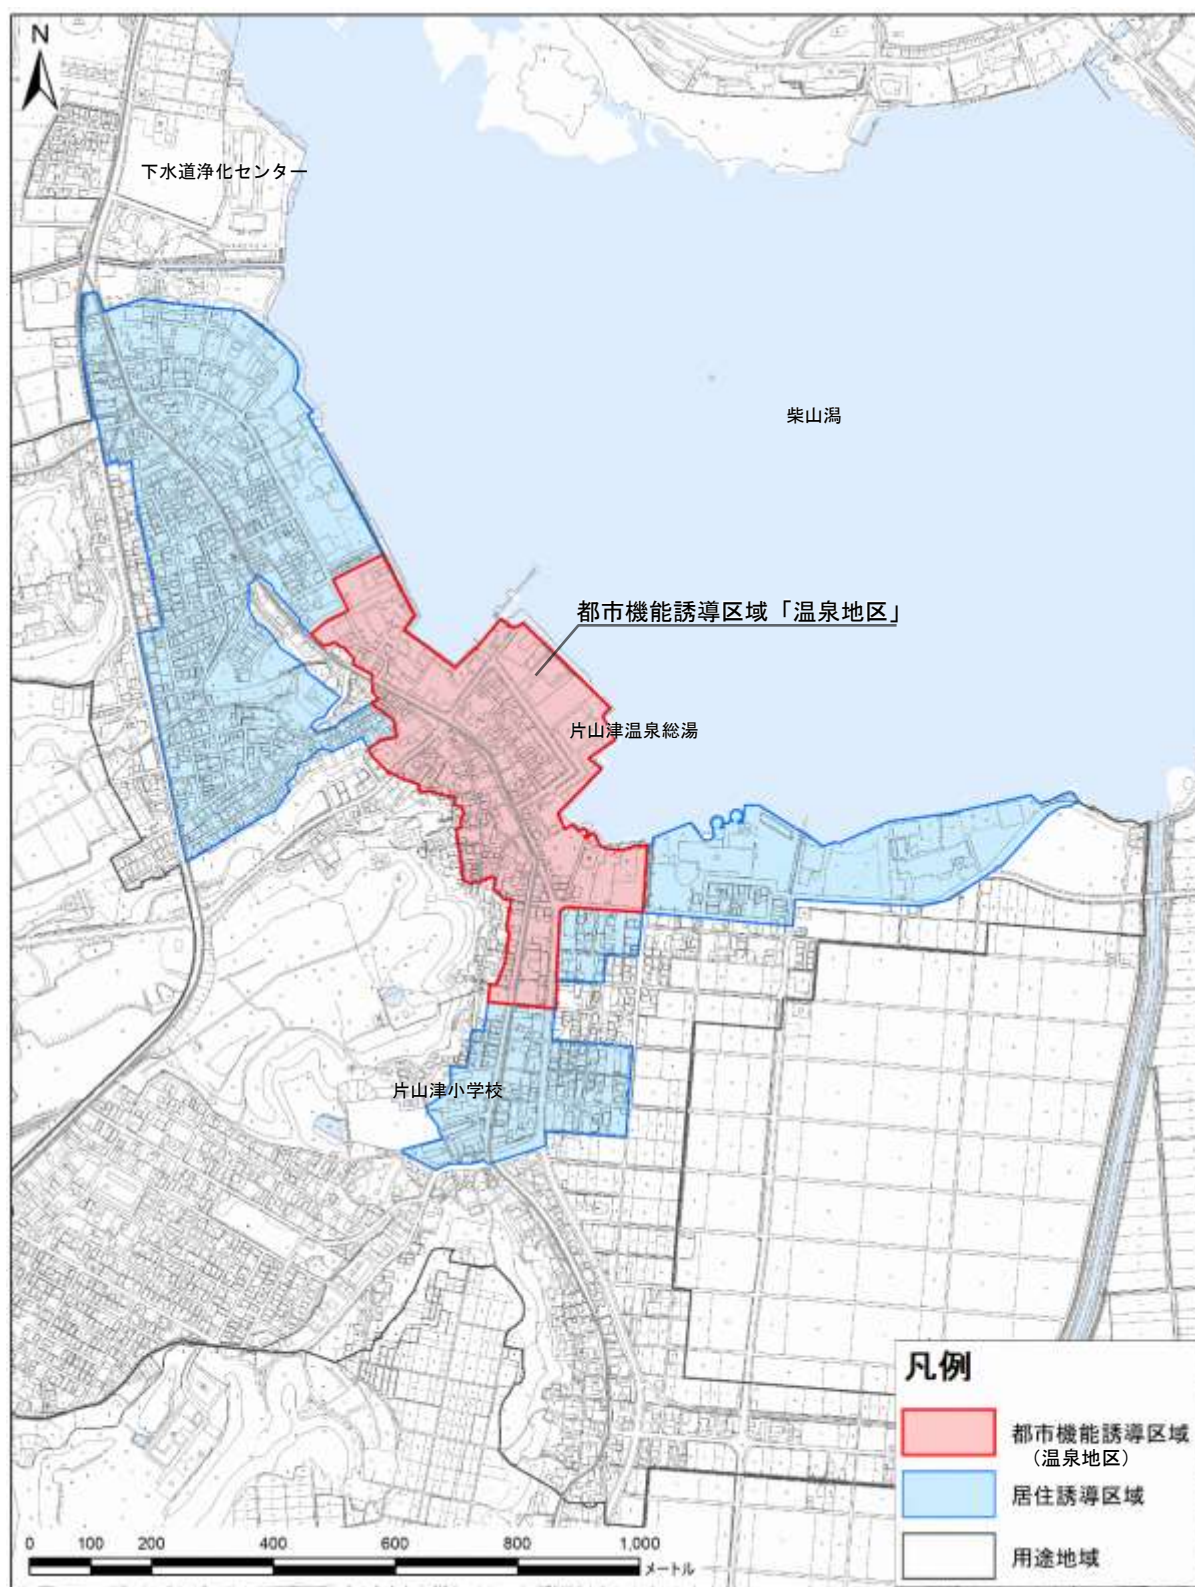 N
下水道浄化センター
柴山潟
都市機能誘導区域「温泉地区」
片山津温泉総湯
片山津小学校
凡例
都市機能誘導区域
（温泉地区）
居住誘導区域
用途地域
0 100 200 400 600 800 1,000
メートル